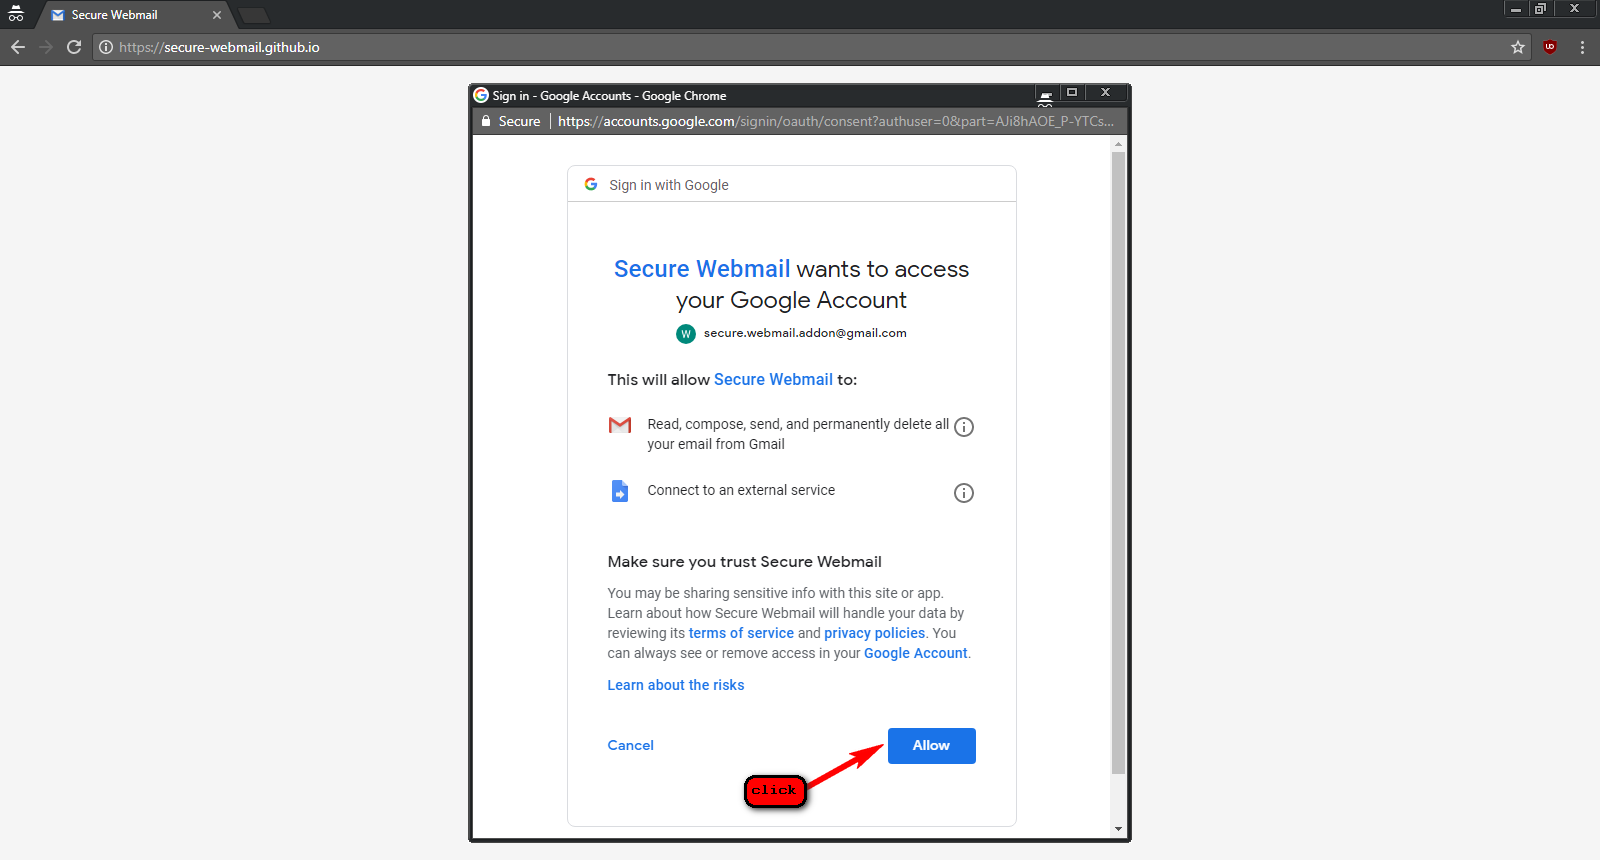 Secure Webmail
https://secure-webmail.github.io
Sign in - Google Accounts - Google Chrome
Secure | https://accounts.google.com/signin/oauth/consent?authuser=0&part=AJi8hAOE_P-YTCs...
Sign in with Google
Secure Webmail wants to access
your Google Account
W secure.webmail.addon@gmail.com
This will allow Secure Webmail to:
Read, compose, send, and permanently delete all
your email from Gmail
Connect to an external service
Make sure you trust Secure Webmail
You may be sharing sensitive info with this site or app.
Learn about how Secure Webmail will handle your data by
reviewing its terms of service and privacy policies. You
can always see or remove access in your Google Account.
Learn about the risks
Cancel
Allow
click